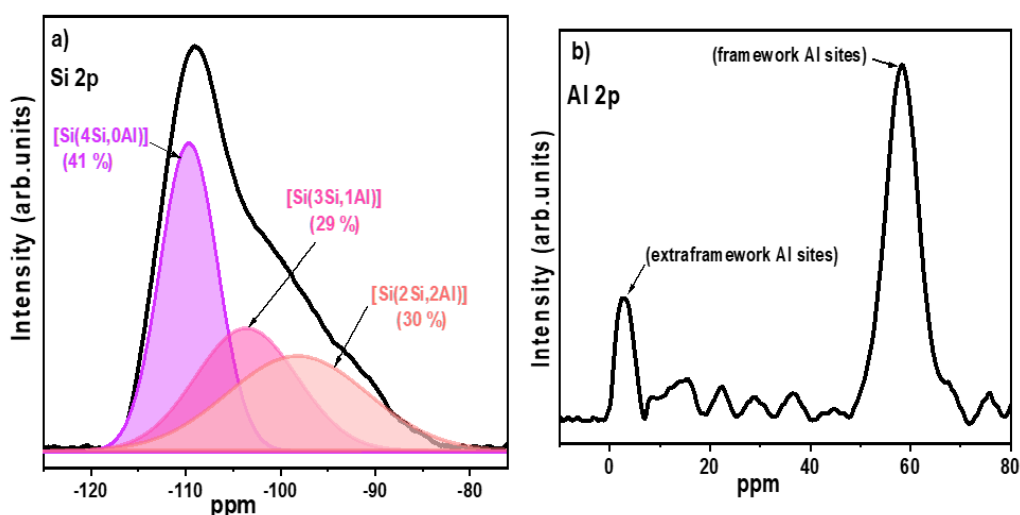 a)
Si 2p
[Si(4Si,0Al)]
(41 %)
[Si(3Si,1Al)]
(29 %)
[Si(2Si,2Al)]
(30 %)
Intensity (arb.units)
-120
-110
-100
-90
-80
ppm
b)
Al 2p
(framework Al sites)
(extraframework Al sites)
Intensity (arb.units)
0
20
40
60
80
ppm